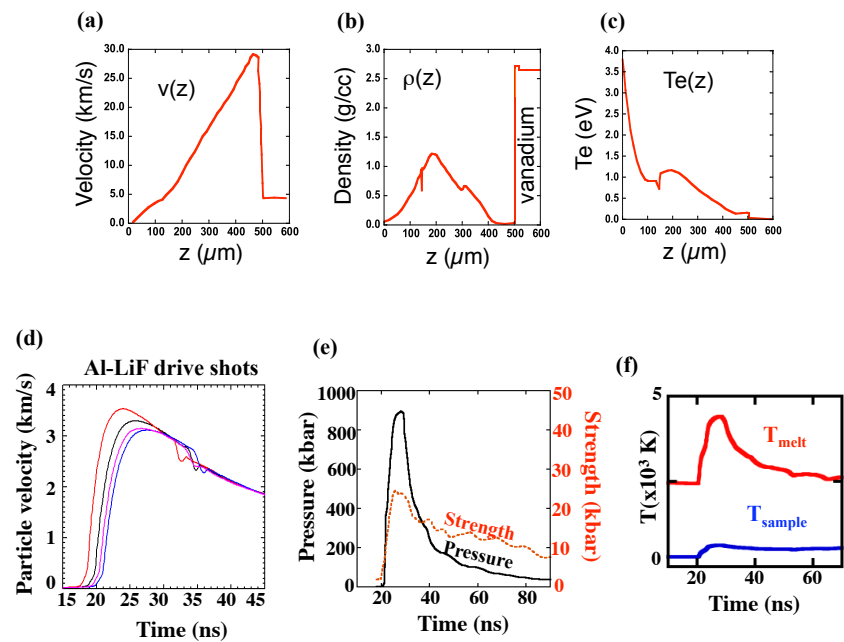 (a)
(b)
(c)
Velocity (km/s)
30.0
25.0
20.0
15.0
10.0
5.0
0.0
v(z)
0 100 200 300 400 500 600
z (µm)
Density (g/cc)
3.0
2.5
2.0
1.5
1.0
0.5
0.0
ρ(z)
vanadium
0 100 200 300 400 500 600
z (µm)
Te (eV)
4.0
3.5
3.0
2.5
2.0
1.5
1.0
0.5
0.0
Te(z)
0 100 200 300 400 500 600
z (µm)
(d)
Al-LiF drive shots
Particle velocity (km/s)
4
3
2
1
0
15 20 25 30 35 40 45
Time (ns)
(e)
Pressure (kbar)
1000
800
600
400
200
0
50
40
30
20
10
0
Strength (kbar)
Strength
Pressure
20 40 60 80
Time (ns)
(f)
T(x10³ K)
5
0
Tmelt
Tsample
20 40 60
Time (ns)